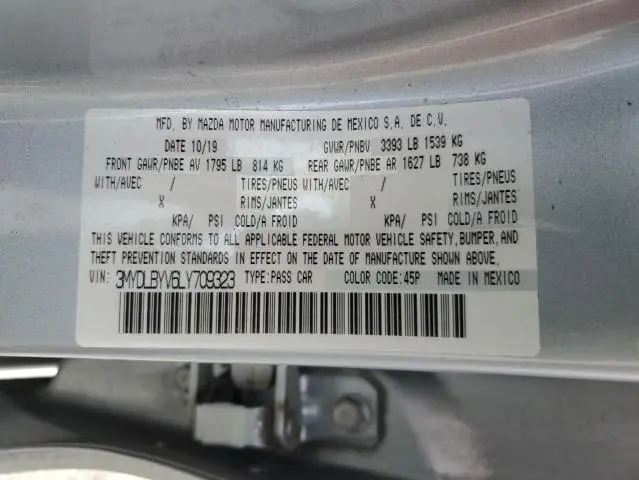 MFD. BY MAZDA MOTOR MANUFACTURING DE MEXICO S.A. DE C.V.
DATE 10/19 GVWR/PNBV 3393 LB 1539 KG
FRONT GAWR/PNBE AV 1795 LB 814 KG REAR GAWR/PNBE AR 1627 LB 738 KG
WITH/AVEC / TIRES/PNEUS WITH/AVEC / TIRES/PNEUS
X RIMS/JANTES X RIMS/JANTES
KPA/ PSI COLD/A FROID KPA/ PSI COLD/A FROID
THIS VEHICLE CONFORMS TO ALL APPLICABLE FEDERAL MOTOR VEHICLE SAFETY, BUMPER, AND
THEFT PREVENTION STANDARDS IN EFFECT ON THE DATE OF MANUFACTURE SHOWN ABOVE.
VIN: 3MYDLBYV6LY709323 TYPE:PASS CAR COLOR CODE:45P MADE IN MEXICO